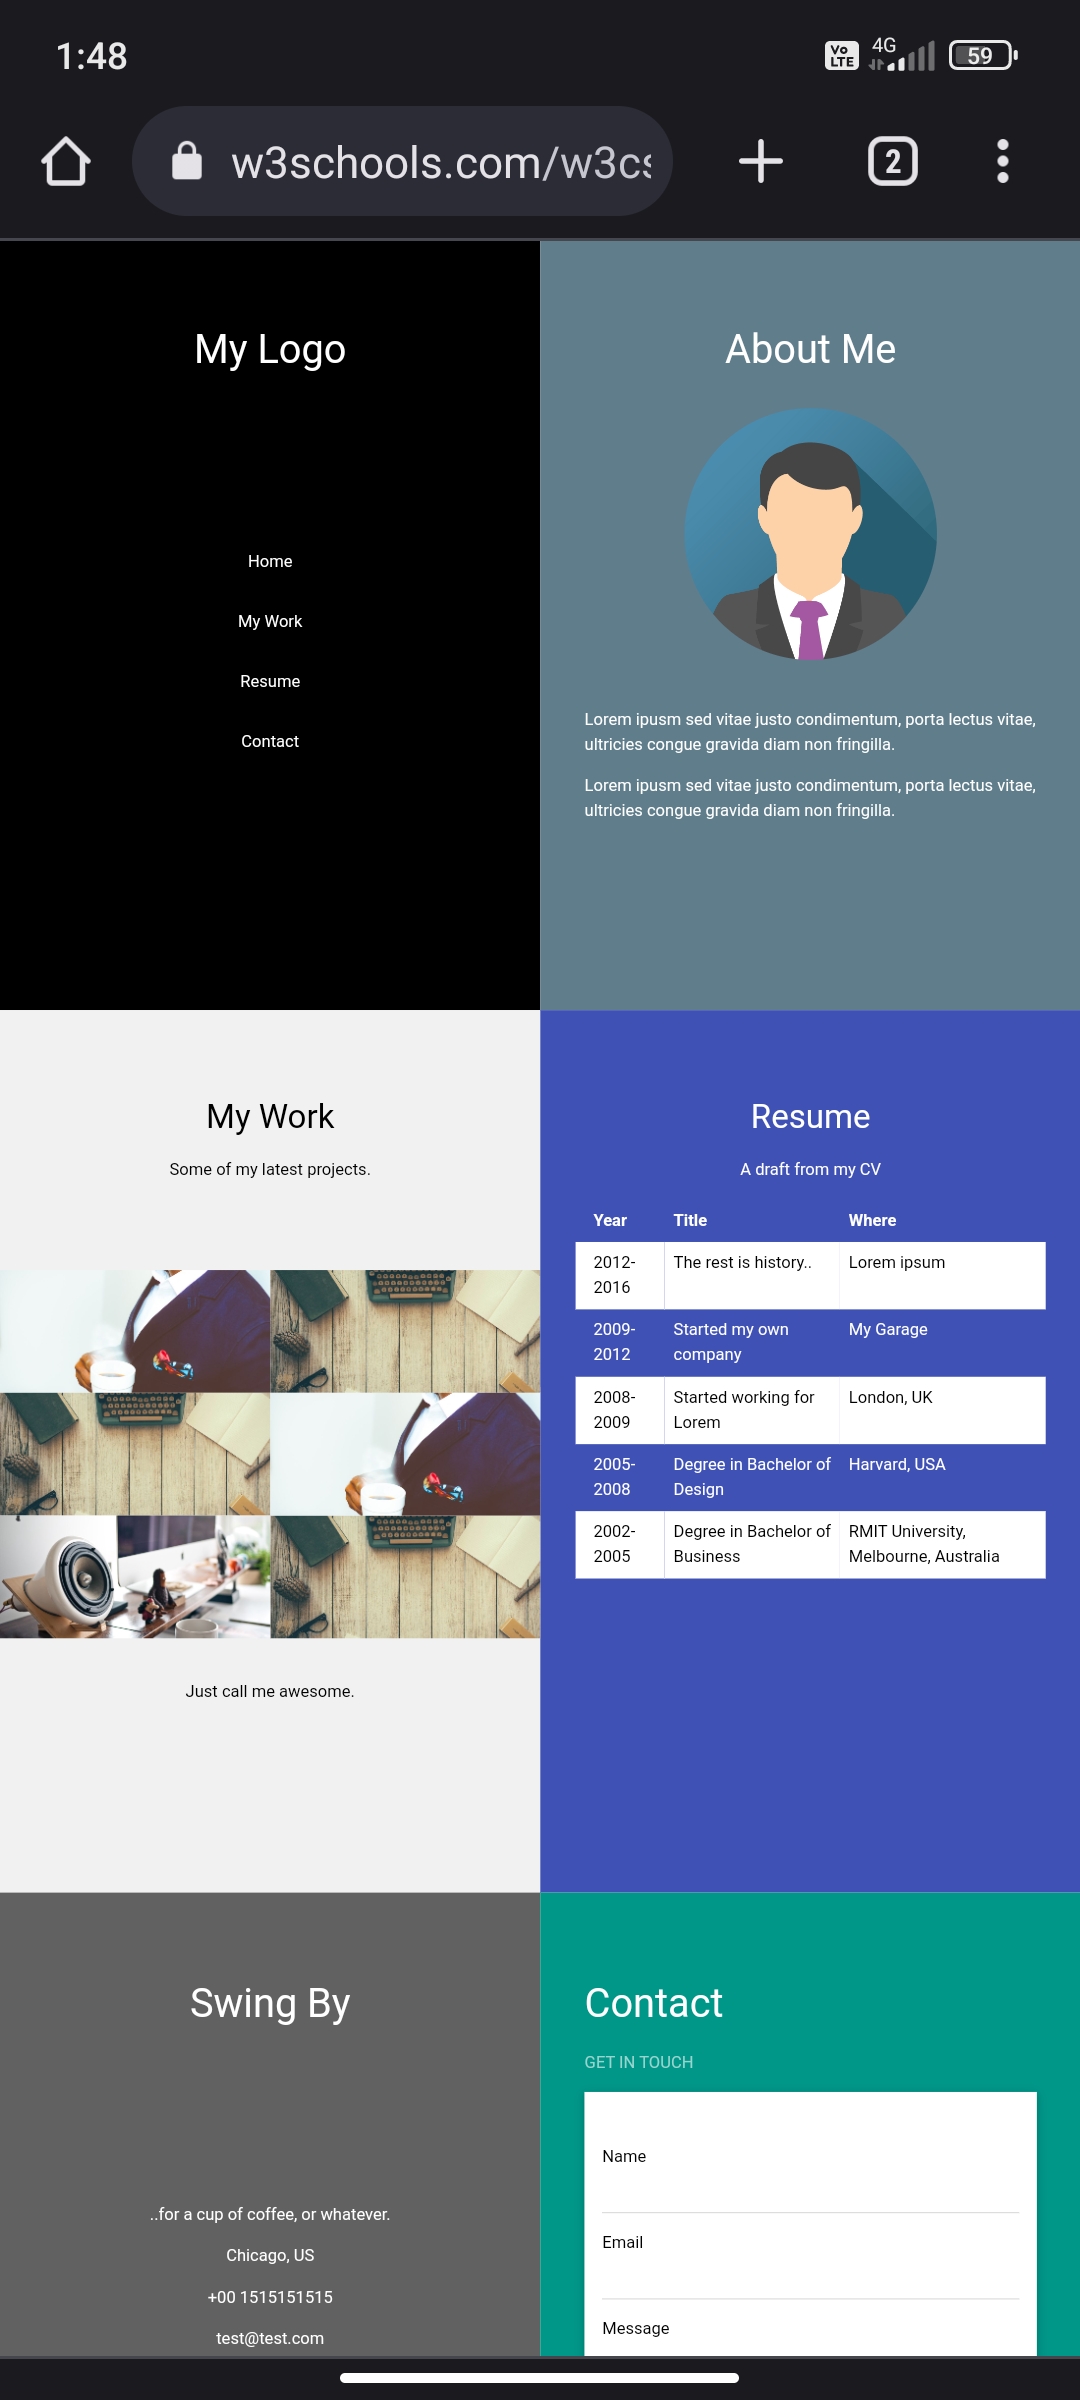 1:48
Vo
LTE
4G
59
w3schools.com/w3cs
2
My Logo
Home
My Work
Resume
Contact
About Me
Lorem ipusm sed vitae justo condimentum, porta lectus vitae,
ultricies congue gravida diam non fringilla.
Lorem ipusm sed vitae justo condimentum, porta lectus vitae,
ultricies congue gravida diam non fringilla.
My Work
Some of my latest projects.
Just call me awesome.
Resume
A draft from my CV
Year Title Where
2012- The rest is history.. Lorem ipsum
2016
2009- Started my own My Garage
2012 company
2008- Started working for London, UK
2009 Lorem
2005- Degree in Bachelor of Harvard, USA
2008 Design
2002- Degree in Bachelor of RMIT University,
2005 Business Melbourne, Australia
Swing By
..for a cup of coffee, or whatever.
Chicago, US
+00 1515151515
test@test.com
Contact
GET IN TOUCH
Name
Email
Message